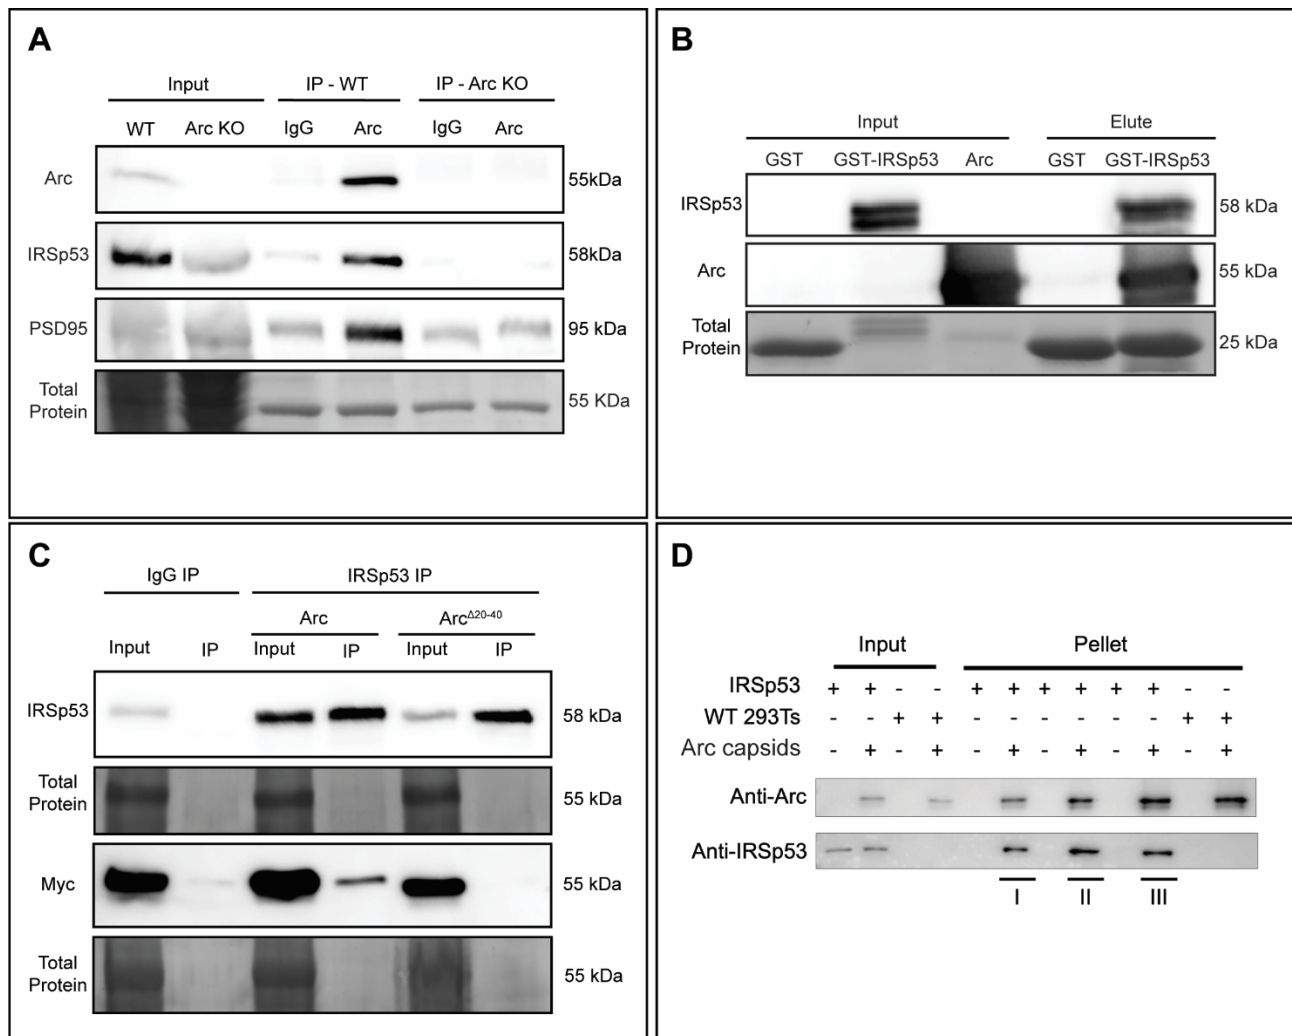 A
Input IP - WT IP - Arc KO
WT Arc KO IgG Arc IgG Arc
Arc 55kDa
IRSp53 58kDa
PSD95 95 kDa
Total
Protein 55 KDa
B
Input Elute
GST GST-IRSp53 Arc GST GST-IRSp53
IRSp53 58 kDa
Arc 55 kDa
Total
Protein 25 kDa
C
IgG IP IRSp53 IP
Arc Arc^Δ20-40
Input IP Input IP Input IP
IRSp53 58 kDa
Total
Protein 55 kDa
Myc 55 kDa
Total
Protein 55 kDa
D
Input Pellet
IRSp53 + + - - + + + + + + - -
WT 293Ts - - + + - - - - - - + +
Arc capsids - + - + - + - + - + - +
Anti-Arc
Anti-IRSp53
I II III